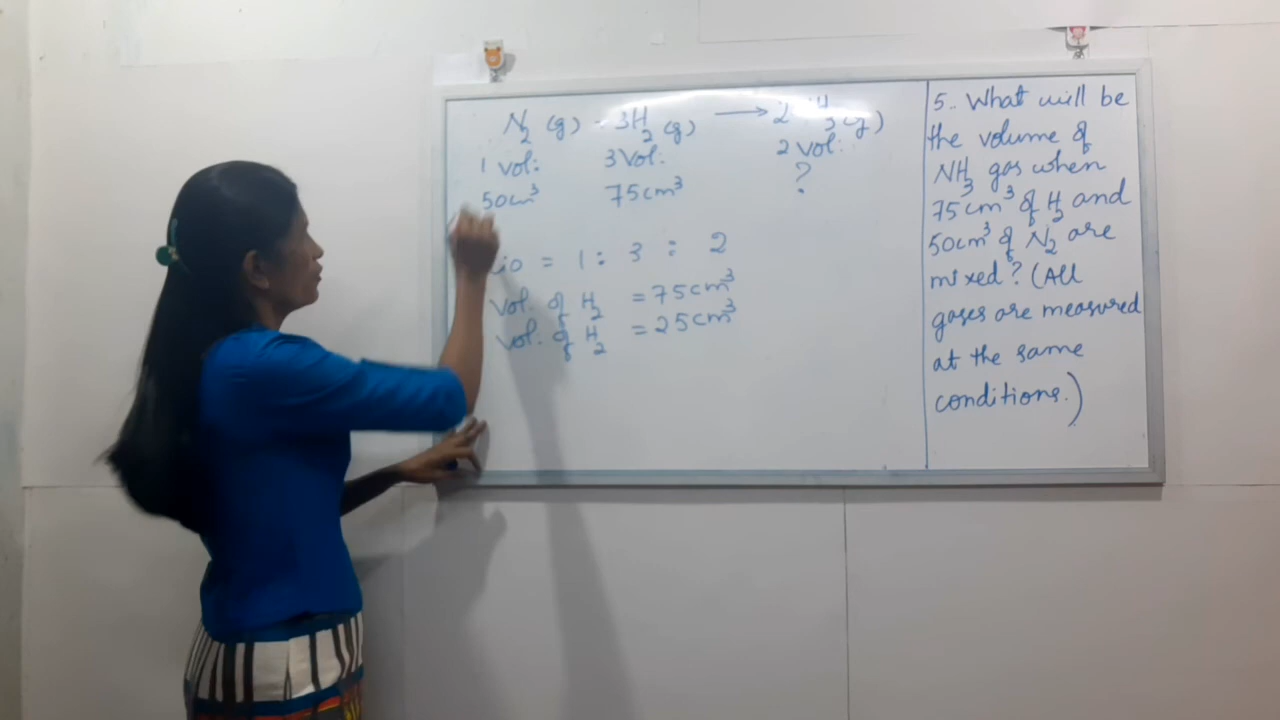 N₂ (g) + 3H₂ (g) → 2 H₃ (g)
1 vol: 3 Vol: 2 vol:
50cm³ 75cm³ ?
io = 1 : 3 : 2
Vol. of H₂ = 75cm³
Vol. of H₂ = 25cm³
5.. What will be
the volume of
NH₃ gas when
75cm³ of H₂ and
50cm³ of N₂ are
mixed? (All
gases are measured
at the same
conditions.)